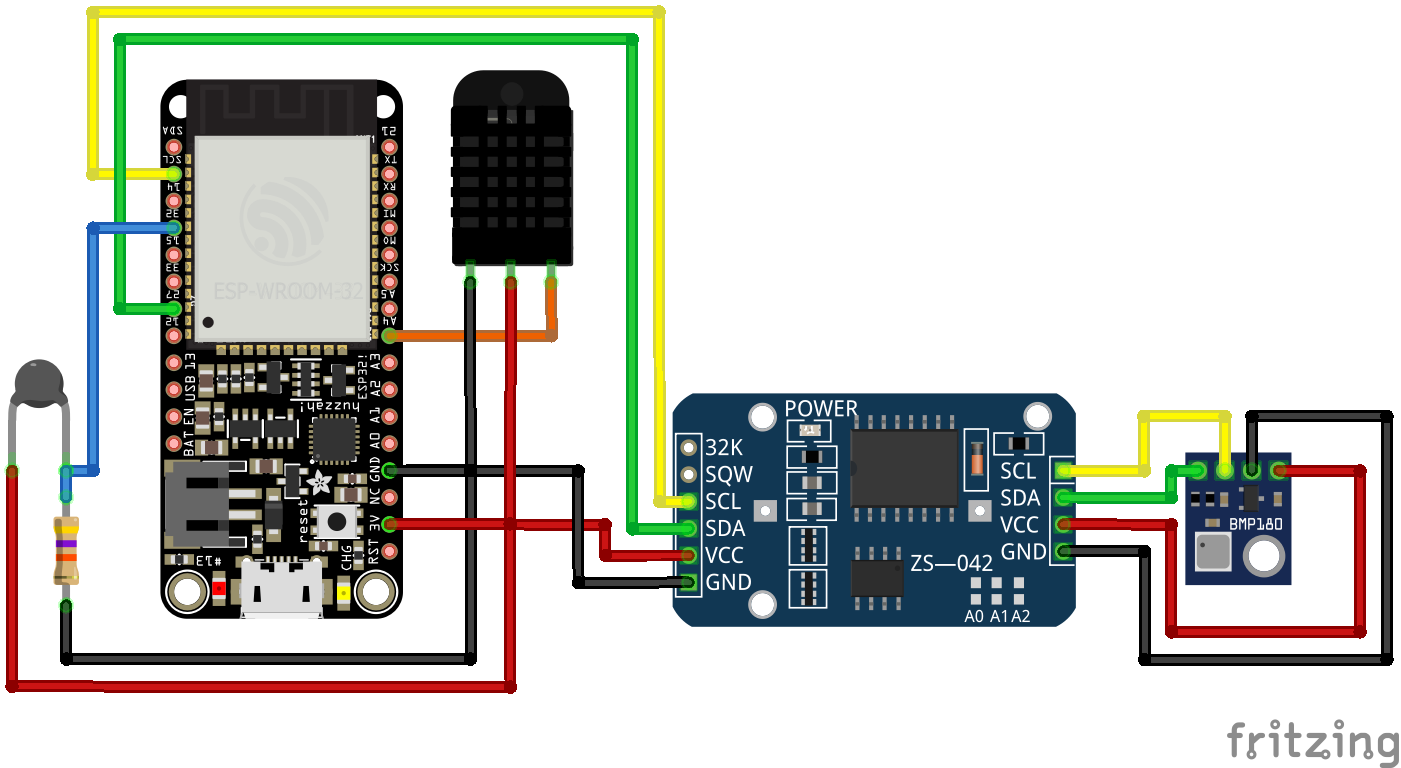 SDA
SCL
14
32
15
33
27
12
13
USB
EN
BAT
21
TX
RX
MI
MO
SCK
A5
A4
A3
A2
A1
A0
GND
NC
3V
RST
ESP-WROOM-32
ESP32!
huzzah!
reset
CHG
#13
POWER
32K
SQW
SCL
SDA
VCC
GND
SCL
SDA
VCC
GND
ZS—042
A0 A1 A2
BMP180
fritzing